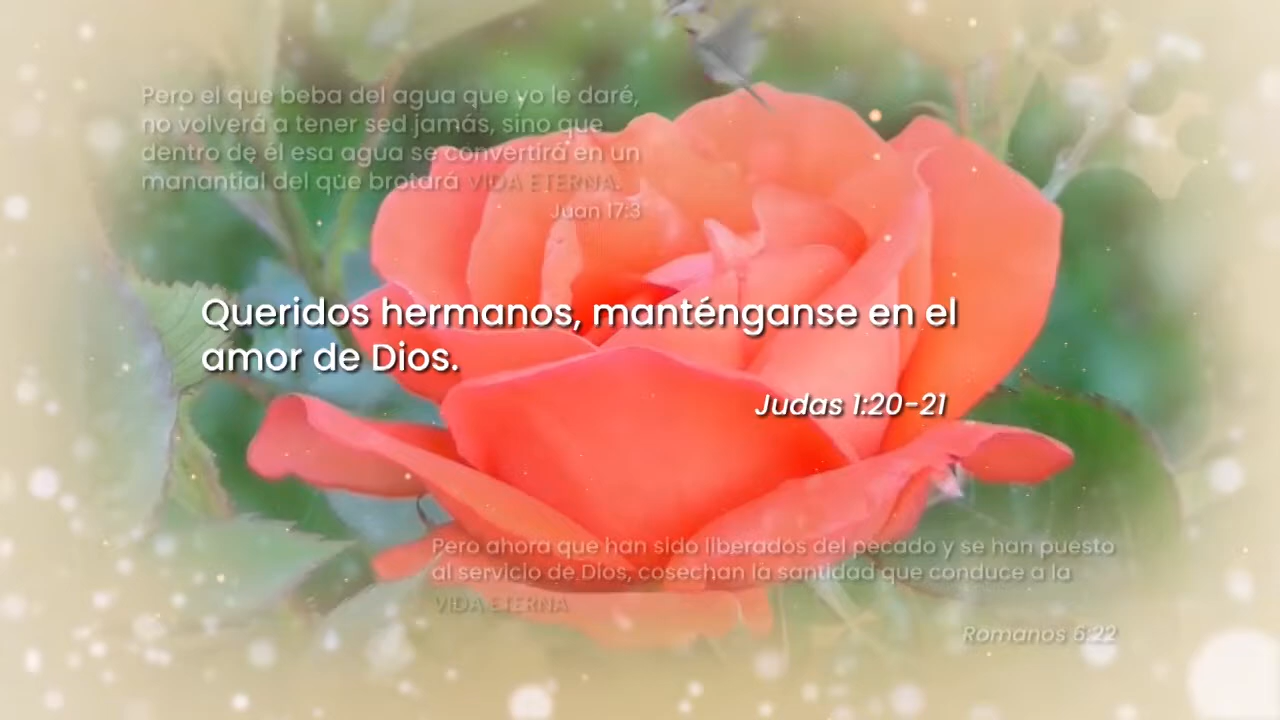 Pero el que beba del agua que yo le daré,
no volverá a tener sed jamás, sino que
dentro de él esa agua se convertirá en un
manantial del que brotará VIDA ETERNA.
Juan 17:3
Queridos hermanos, manténganse en el
amor de Dios.
Judas 1:20-21
Pero ahora que han sido liberados del pecado y se han puesto
al servicio de Dios, cosechan la santidad que conduce a la
VIDA ETERNA
Romanos 6:22